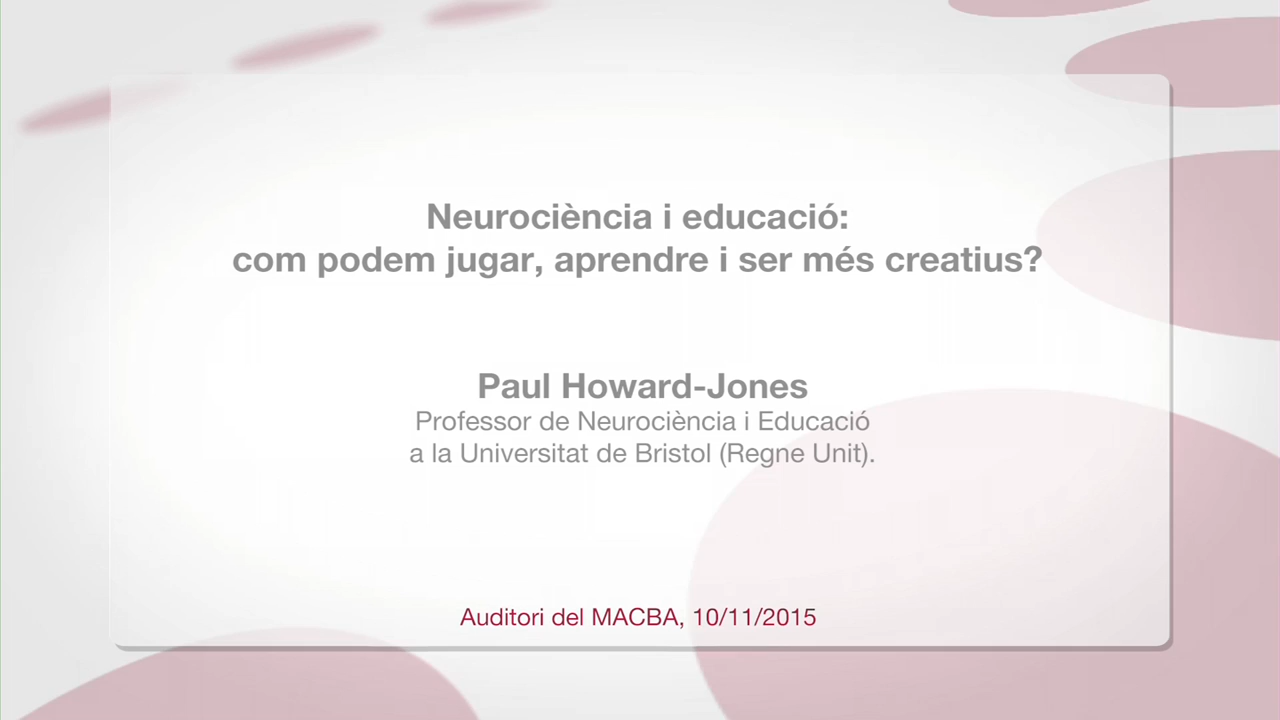 Neurociència i educació:
com podem jugar, aprendre i ser més creatius?
Paul Howard-Jones
Professor de Neurociència i Educació
a la Universitat de Bristol (Regne Unit).
Auditori del MACBA, 10/11/2015